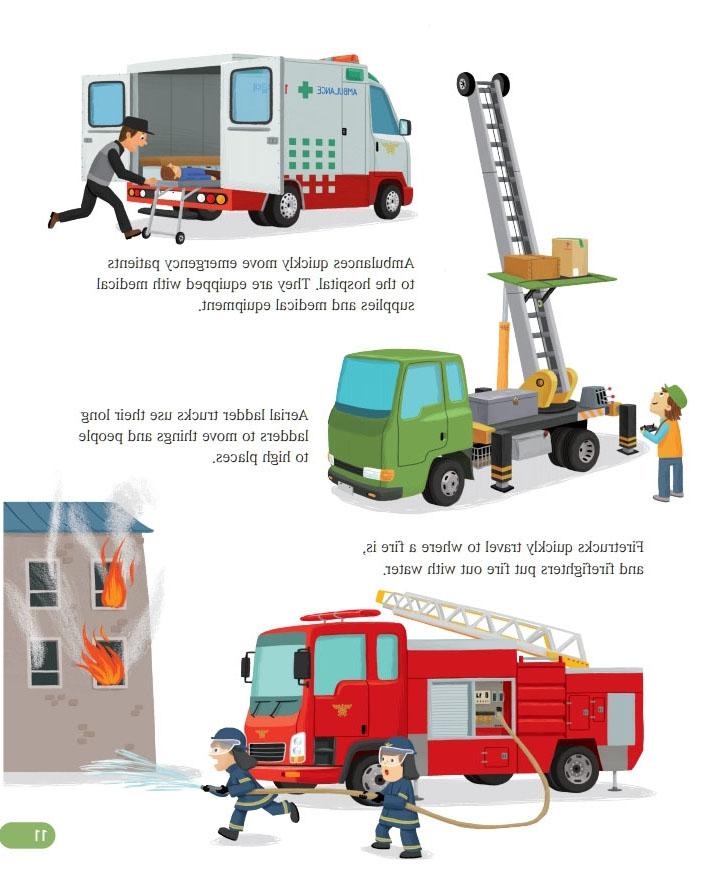 AMBULANCE
Ambulances quickly move emergency patients
to the hospital. They are equipped with medical
supplies and medical equipment.
Aerial ladder trucks use their long
ladders to move things and people
to high places.
Firetrucks quickly travel to where a fire is,
and firefighters put fire out with water.
11